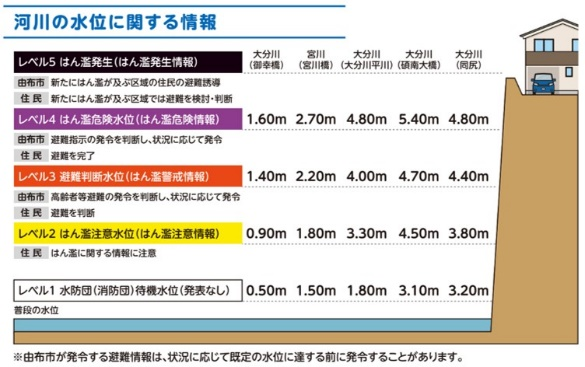 河川の水位に関する情報
大分川 宮川 大分川 大分川 大分川
(御幸橋) (宮川橋) (大分川平川) (碩南大橋) (同尻)
レベル5 はん濫発生(はん濫発生情報)
由布市 新たにはん濫が及ぶ区域の住民の避難誘導
住民 新たにはん濫が及ぶ区域では避難を検討・判断
レベル4 はん濫危険水位(はん濫危険情報) 1.60m 2.70m 4.80m 5.40m 4.80m
由布市 避難指示の発令を判断し、状況に応じて発令
住民 避難を完了
レベル3 避難判断水位(はん濫警戒情報) 1.40m 2.20m 4.00m 4.70m 4.40m
由布市 高齢者等避難の発令を判断し、状況に応じて発令
住民 避難を判断
レベル2 はん濫注意水位(はん濫注意情報) 0.90m 1.80m 3.30m 4.50m 3.80m
住民 はん濫に関する情報に注意
レベル1 水防団(消防団)待機水位(発表なし) 0.50m 1.50m 1.80m 3.10m 3.20m
普段の水位
※由布市が発令する避難情報は、状況に応じて既定の水位に達する前に発令することがあります。